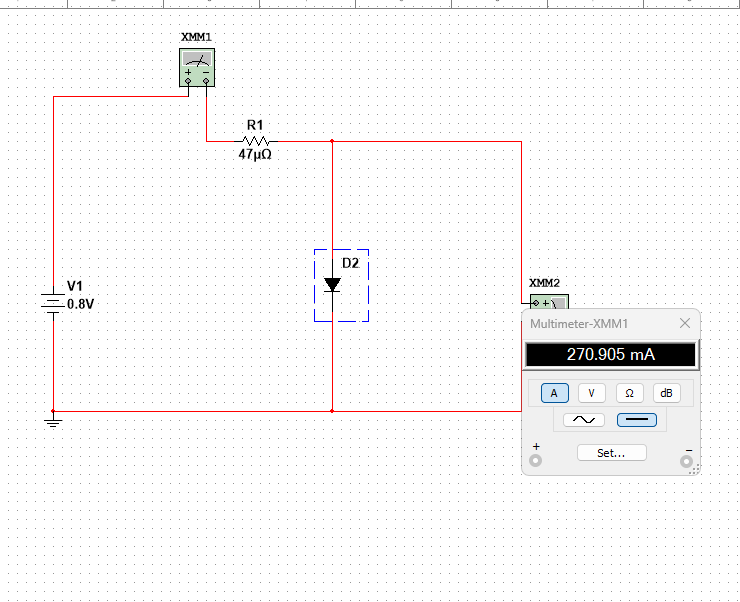 XMM1
+ −
R1
47µΩ
D2
V1
0.8V
XMM2
+
Multimeter-XMM1
270.905 mA
A V Ω dB
+ −
Set...